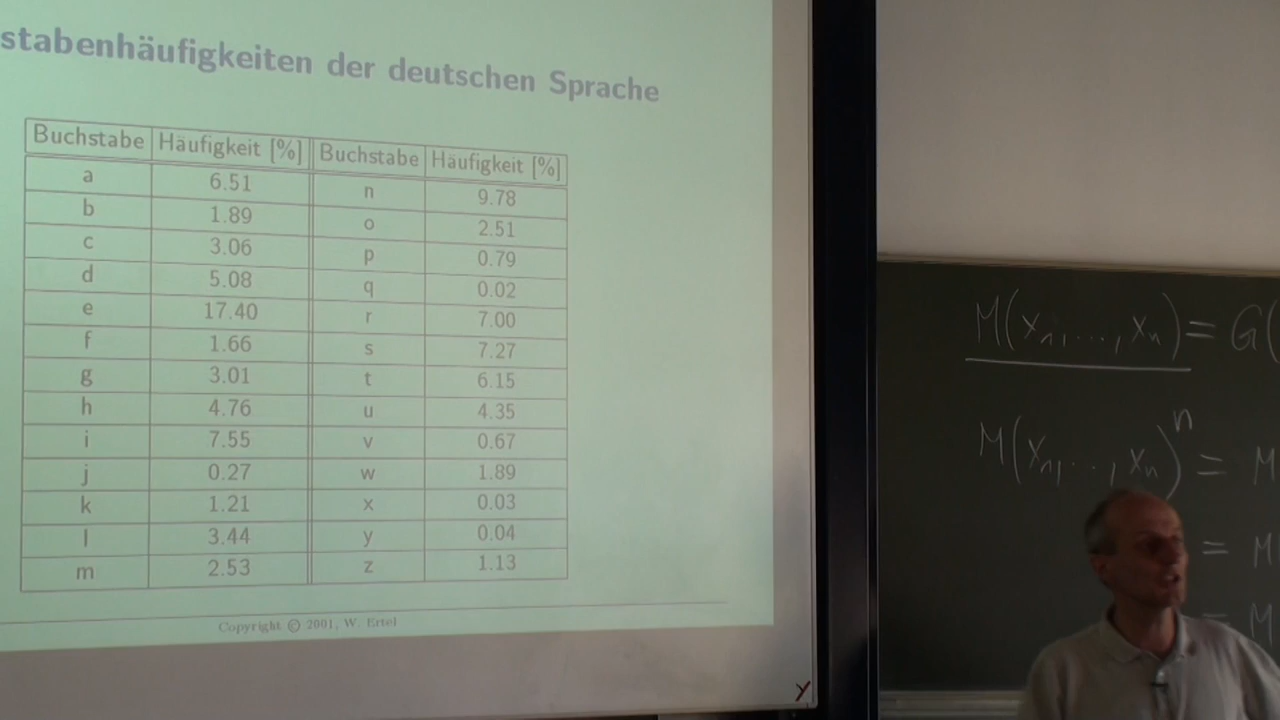 stabenhäufigkeiten der deutschen Sprache
Buchstabe Häufigkeit [%] Buchstabe Häufigkeit [%]
a 6.51 n 9.78
b 1.89 o 2.51
c 3.06 p 0.79
d 5.08 q 0.02
e 17.40 r 7.00
f 1.66 s 7.27
g 3.01 t 6.15
h 4.76 u 4.35
i 7.55 v 0.67
j 0.27 w 1.89
k 1.21 x 0.03
l 3.44 y 0.04
m 2.53 z 1.13
Copyright © 2001, W. Ertel
M(x₁,...,xₙ) = G(
M(x₁,...,xₙ)ⁿ = M
= M
= M